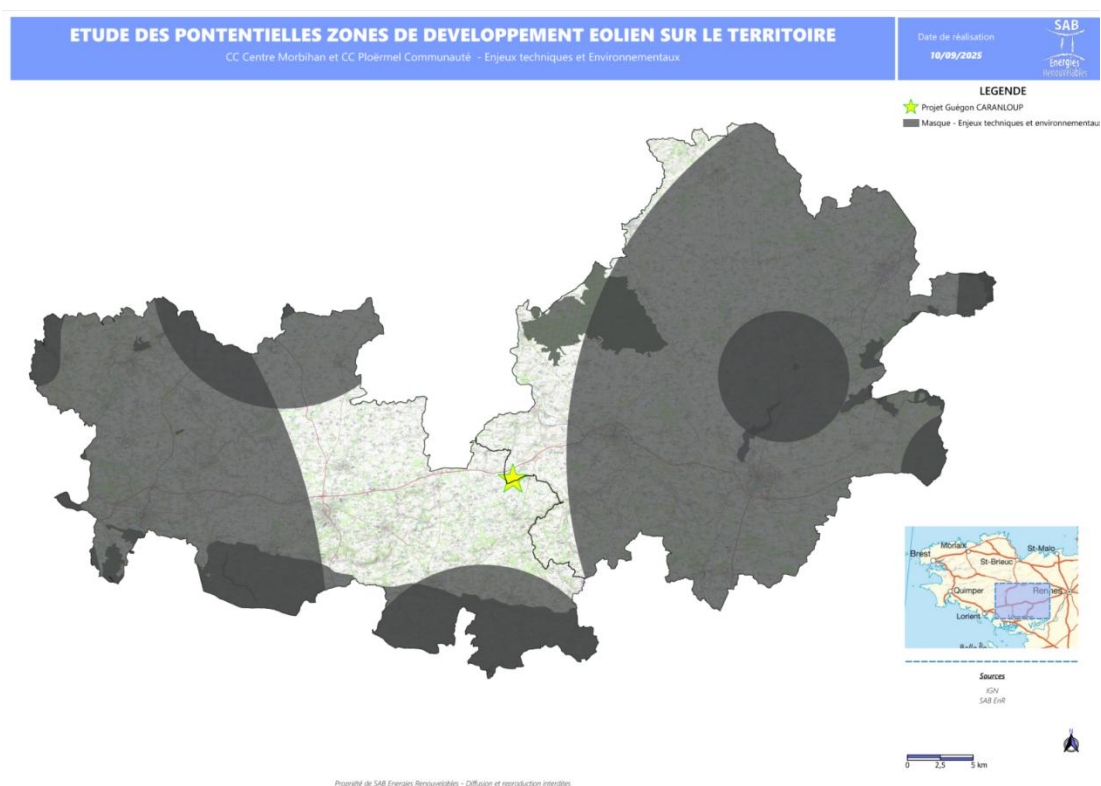 ETUDE DES PONTENTIELLES ZONES DE DEVELOPPEMENT EOLIEN SUR LE TERRITOIRE
CC Centre Morbihan et CC Ploërmel Communauté - Enjeux techniques et Environnementaux
Date de réalisation
10/09/2025
SAB
Energies
Renouvelables
LEGENDE
Projet Guégon CARANLOUP
Masque - Enjeux techniques et environnementaux
Brest
Morlaix
St-Malo
St-Brieuc
Quimper
Rennes
Lorient
Sources
IGN
SAB EnR
N
0 2,5 5 km
Propriété de SAB Energies Renouvelables - Diffusion et reproduction interdites